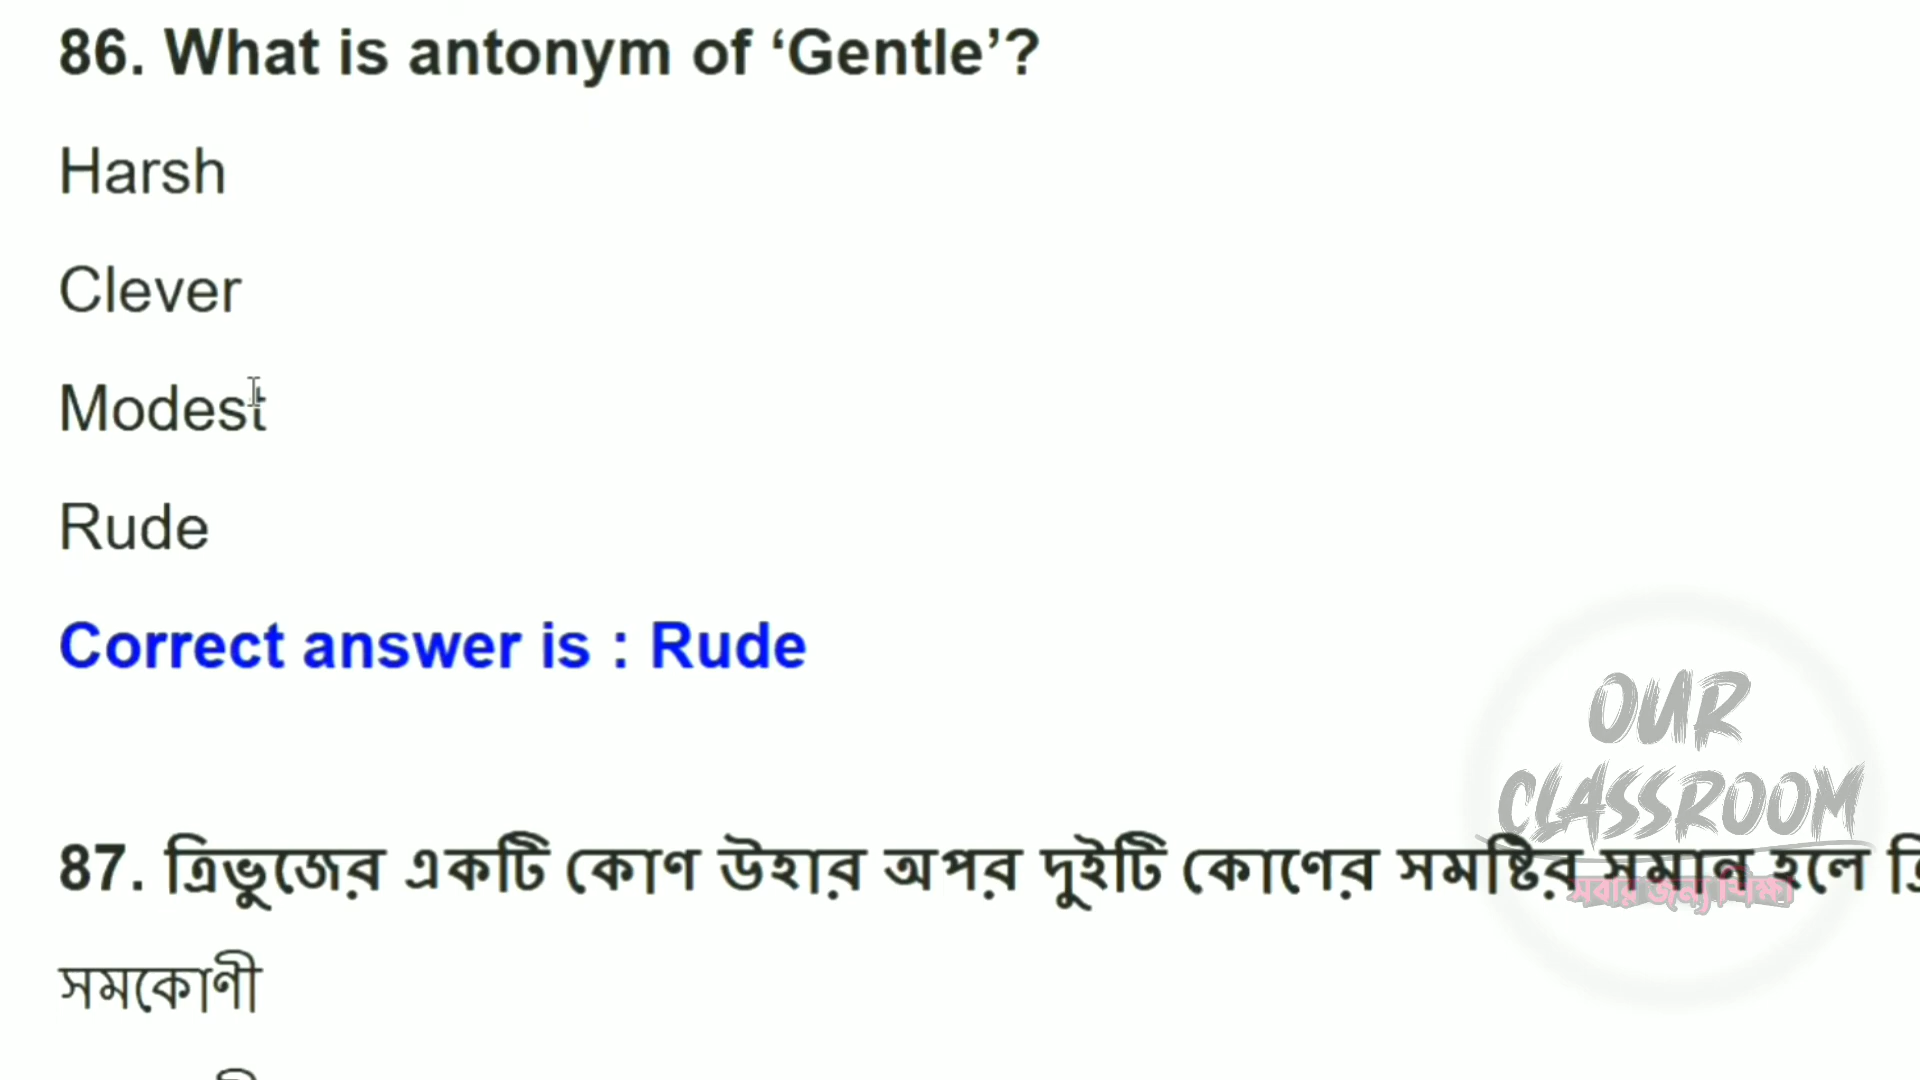 86. What is antonym of ‘Gentle’?
Harsh
Clever
Modest
Rude
Correct answer is : Rude
OUR
CLASSROOM
87. ত্রিভুজের একটি কোণ উহার অপর দুইটি কোণের সমষ্টির সমান হলে
সবার জন্য শিক্ষা
সমকোণী